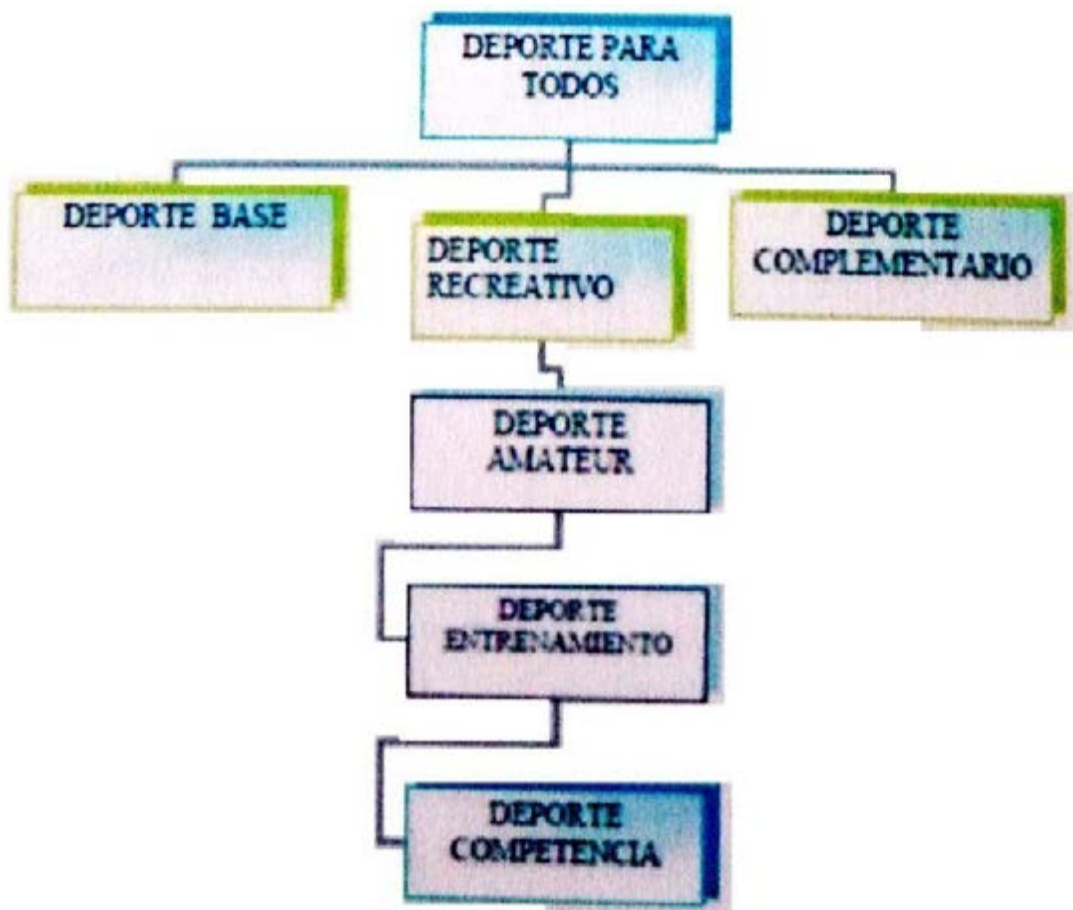 DEPORTE PARA
TODOS
DEPORTE BASE
DEPORTE
RECREATIVO
DEPORTE
COMPLEMENTARIO
DEPORTE
AMATEUR
DEPORTE
ENTRENAMIENTO
DEPORTE
COMPETENCIA